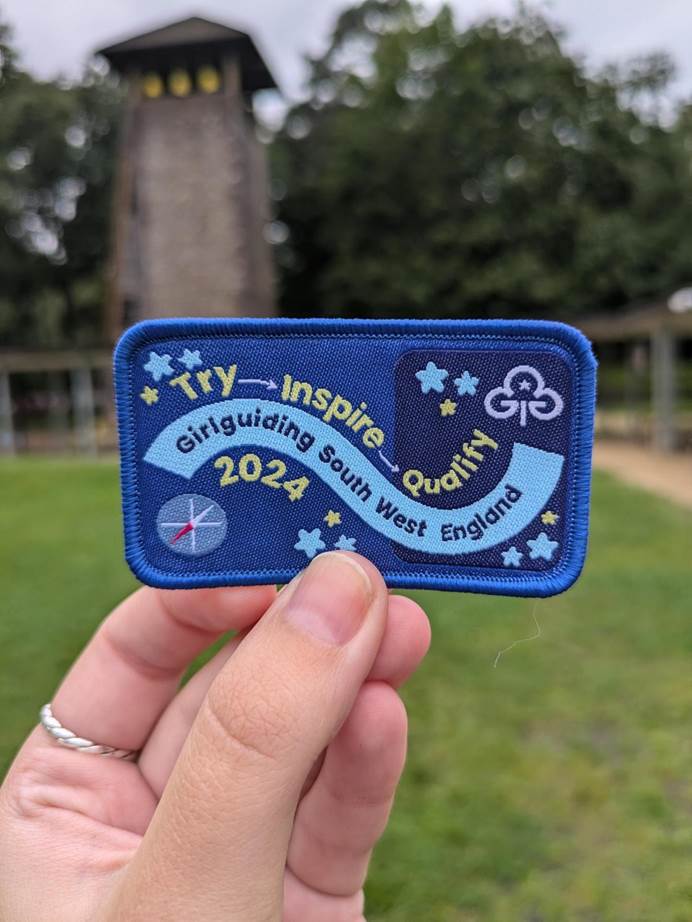 Try → Inspire → Qualify
Girlguiding South West England
2024